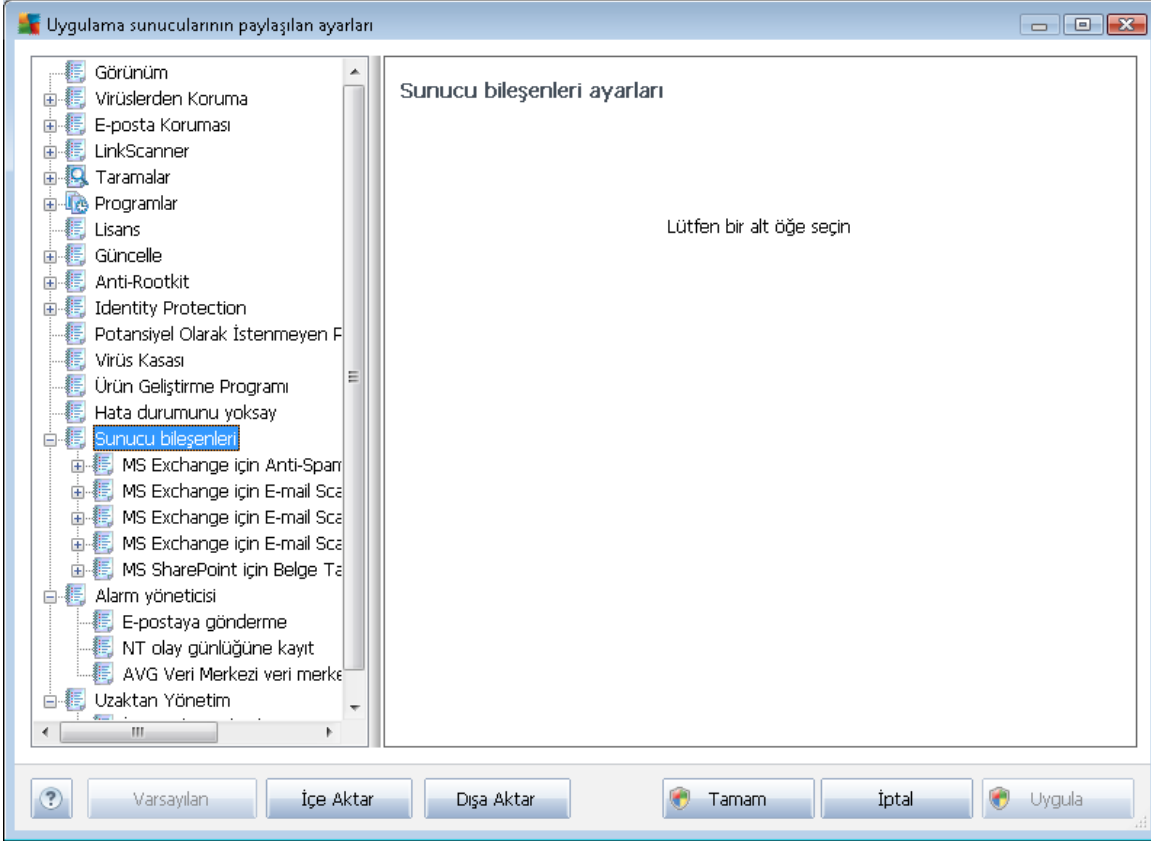 Uygulama sunucularının paylaşılan ayarları
Görünüm
Virüslerden Koruma
E-posta Koruması
LinkScanner
Taramalar
Programlar
Lisans
Güncelle
Anti-Rootkit
Identity Protection
Potansiyel Olarak İstenmeyen P
Virüs Kasası
Ürün Geliştirme Programı
Hata durumunu yoksay
Sunucu bileşenleri
MS Exchange için Anti-Spam
MS Exchange için E-mail Sca
MS Exchange için E-mail Sca
MS Exchange için E-mail Sca
MS SharePoint için Belge Ta
Alarm yöneticisi
E-postaya gönderme
NT olay günlüğüne kayıt
AVG Veri Merkezi veri merke
Uzaktan Yönetim
Sunucu bileşenleri ayarları
Lütfen bir alt öğe seçin
Varsayılan
İçe Aktar
Dışa Aktar
Tamam
İptal
Uygula